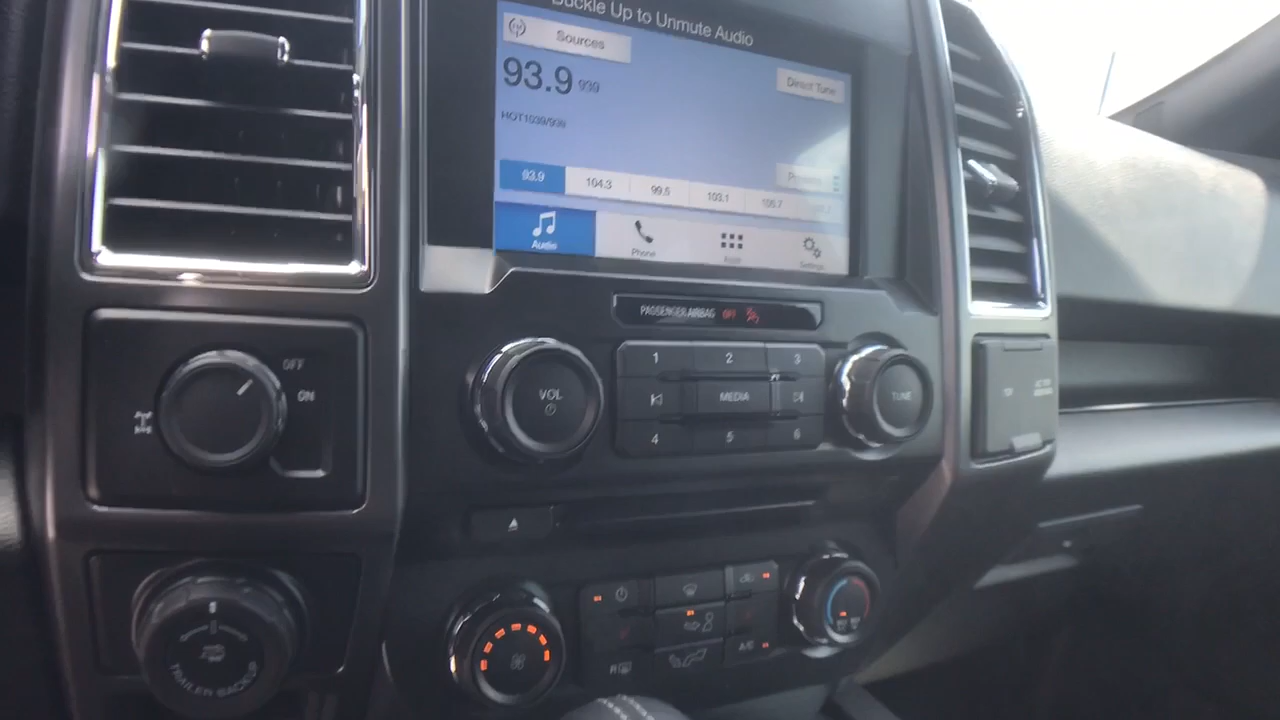 Buckle Up to Unmute Audio
Sources
93.9 939
Direct Tune
HOT1039/939
Presets
93.9 104.3 99.5 103.1 106.7
Audio Phone Apps Settings
PASSENGER AIRBAG OFF
OFF
ON
1 2 3
VOL
MEDIA
TUNE
4 5 6
R
A/C
TRAILER BACKUP